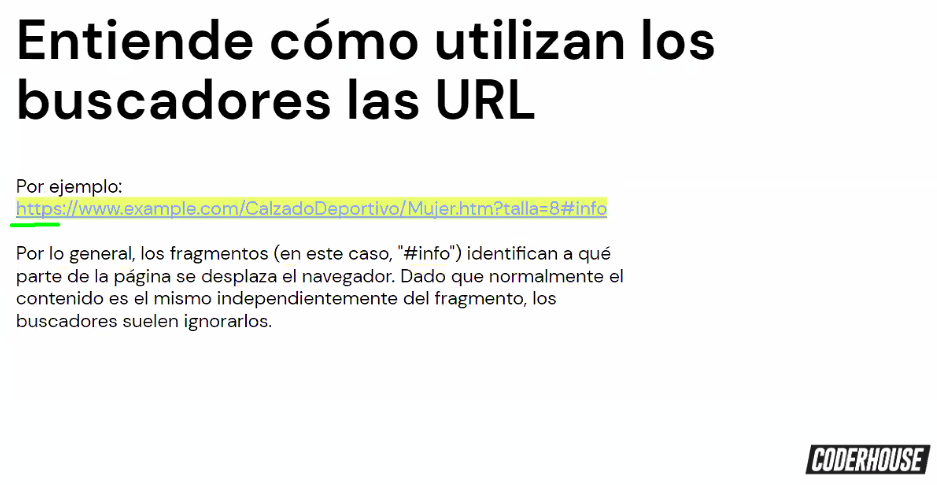 Entiende cómo utilizan los
buscadores las URL
Por ejemplo:
https://www.example.com/CalzadoDeportivo/Mujer.htm?talla=8#info
Por lo general, los fragmentos (en este caso, "#info") identifican a qué
parte de la página se desplaza el navegador. Dado que normalmente el
contenido es el mismo independientemente del fragmento, los
buscadores suelen ignorarlos.
CODERHOUSE